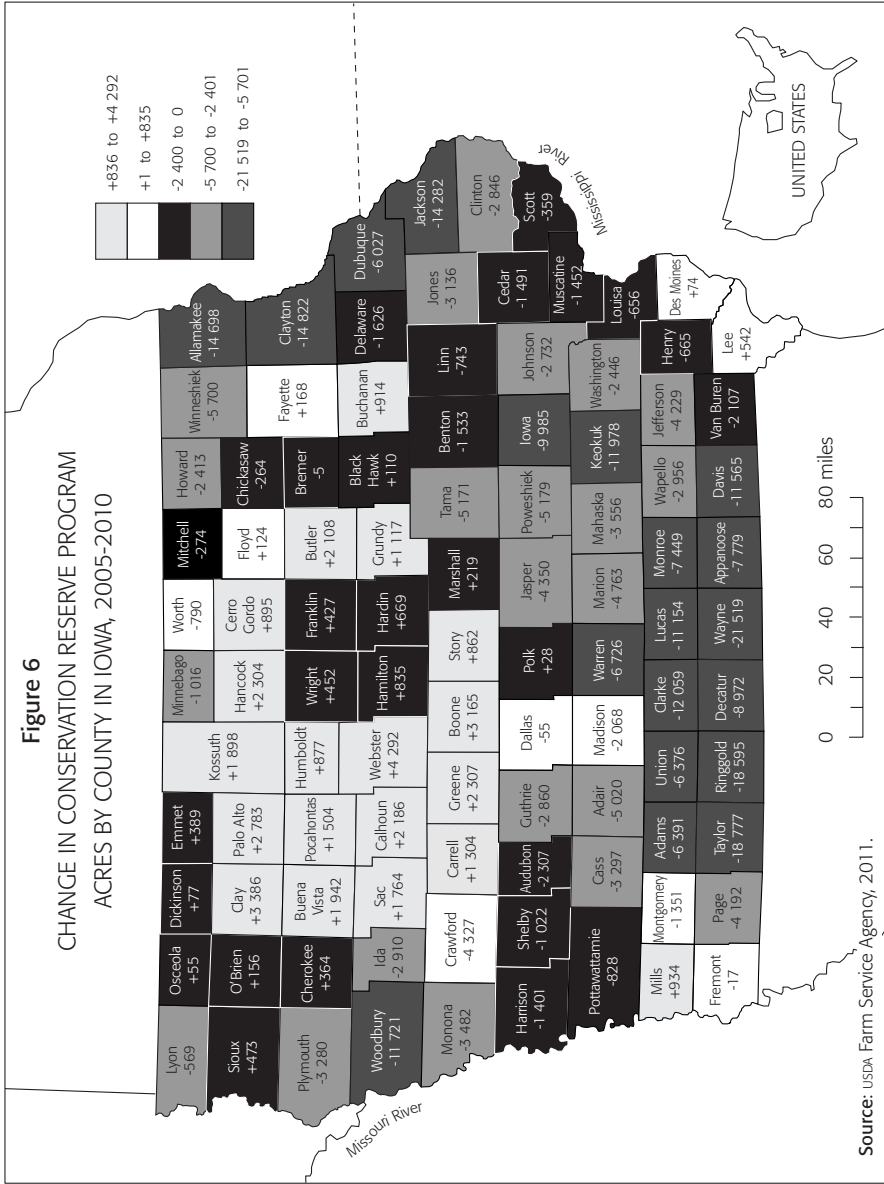 Figure 6
CHANGE IN CONSERVATION RESERVE PROGRAM
ACRES BY COUNTY IN IOWA, 2005-2010
+836 to +4 292
+1 to +835
-2 400 to 0
-5 700 to -2 401
-21 519 to -5 701
Lyon
-569
Osceola
+55
Dickinson
+77
Emmet
+389
Kossuth
+1 898
Minnebago
-1 016
Worth
-790
Mitchell
-274
Howard
-2 413
Winneshiek
-5 700
Allamakee
-14 698
Sioux
+473
O'Brien
+156
Clay
+3 386
Palo Alto
+2 783
Hancock
+2 304
Cerro
Gordo
+895
Floyd
+124
Chickasaw
-264
Fayette
+168
Clayton
-14 822
Plymouth
-3 280
Cherokee
+364
Buena
Vista
+1 942
Pocahontas
+1 504
Humboldt
+877
Wright
+452
Franklin
+427
Butler
+2 108
Bremer
-5
Woodbury
-11 721
Ida
-2 910
Sac
+1 764
Calhoun
+2 186
Webster
+4 292
Hamilton
+835
Hardin
+669
Grundy
+1 117
Black
Hawk
+110
Buchanan
+914
Delaware
-1 626
Dubuque
-6 027
Monona
-3 482
Crawford
-4 327
Carrell
+1 304
Greene
+2 307
Boone
+3 165
Story
+862
Marshall
+219
Tama
-5 171
Benton
-1 533
Linn
-743
Jones
-3 136
Jackson
-14 282
Clinton
-2 846
Harrison
-1 401
Shelby
-1 022
Audubon
-2 307
Guthrie
-2 860
Dallas
-55
Polk
+28
Jasper
-4 350
Poweshiek
-5 179
Iowa
-9 985
Johnson
-2 732
Cedar
-1 491
Scott
-359
Muscatine
-1 452
Pottawattamie
-828
Cass
-3 297
Adair
-5 020
Madison
-2 068
Warren
-6 726
Marion
-4 763
Mahaska
-3 556
Keokuk
-11 978
Washington
-2 446
Louisa
-656
Mills
+934
Montgomery
-1 351
Adams
-6 391
Union
-6 376
Clarke
-12 059
Lucas
-11 154
Monroe
-7 449
Wapello
-2 956
Jefferson
-4 229
Henry
-665
Des Moines
+74
Fremont
-17
Page
-4 192
Taylor
-18 777
Ringgold
-18 595
Decatur
-8 972
Wayne
-21 519
Appanoose
-7 779
Davis
-11 565
Van Buren
-2 107
Lee
+542
Missouri River
Mississippi River
0 20 40 60 80 miles
UNITED STATES
Source: USDA Farm Service Agency, 2011.